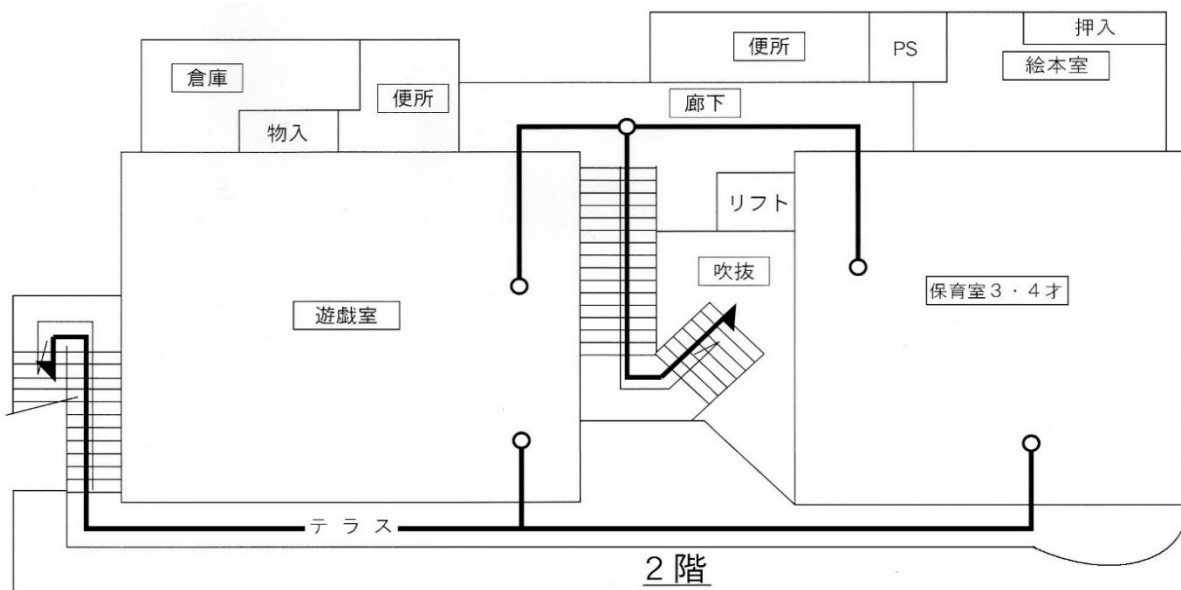 便所
PS
押入
絵本室
倉庫
便所
廊下
物入
リフト
吹抜
保育室３・４才
遊戯室
テラス
２階